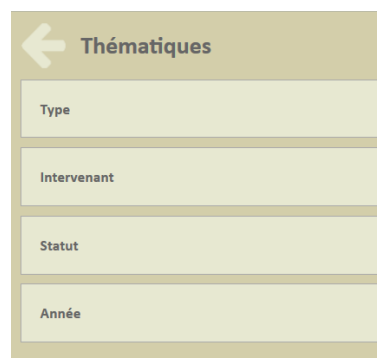 Thématiques
Type
Intervenant
Statut
Année